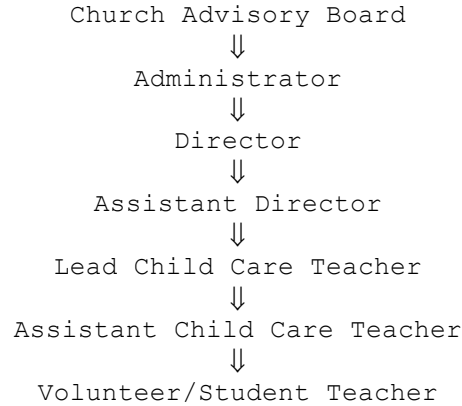 Church Advisory Board
⇓
Administrator
⇓
Director
⇓
Assistant Director
⇓
Lead Child Care Teacher
⇓
Assistant Child Care Teacher
⇓
Volunteer/Student Teacher